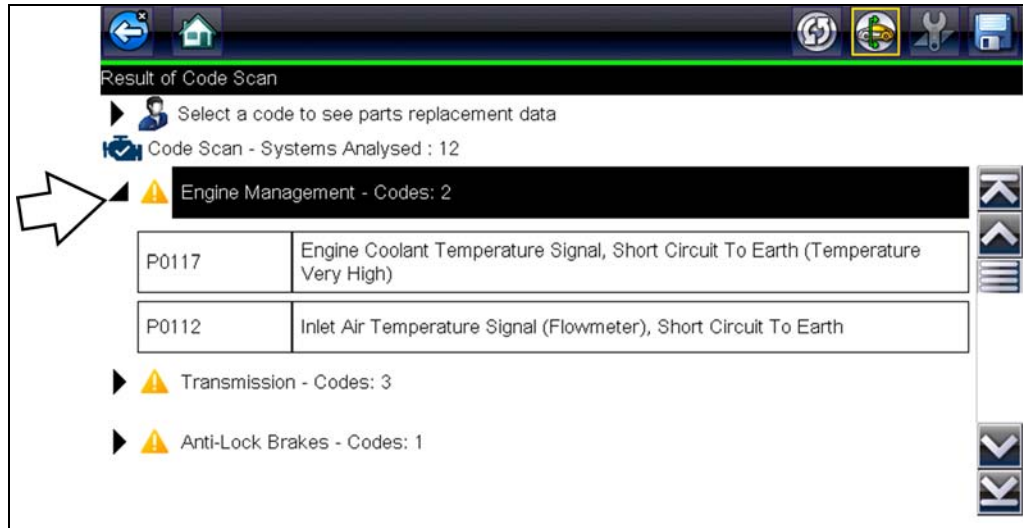 Result of Code Scan
Select a code to see parts replacement data
Code Scan - Systems Analysed : 12
Engine Management - Codes: 2
P0117
Engine Coolant Temperature Signal, Short Circuit To Earth (Temperature
Very High)
P0112
Inlet Air Temperature Signal (Flowmeter), Short Circuit To Earth
Transmission - Codes: 3
Anti-Lock Brakes - Codes: 1